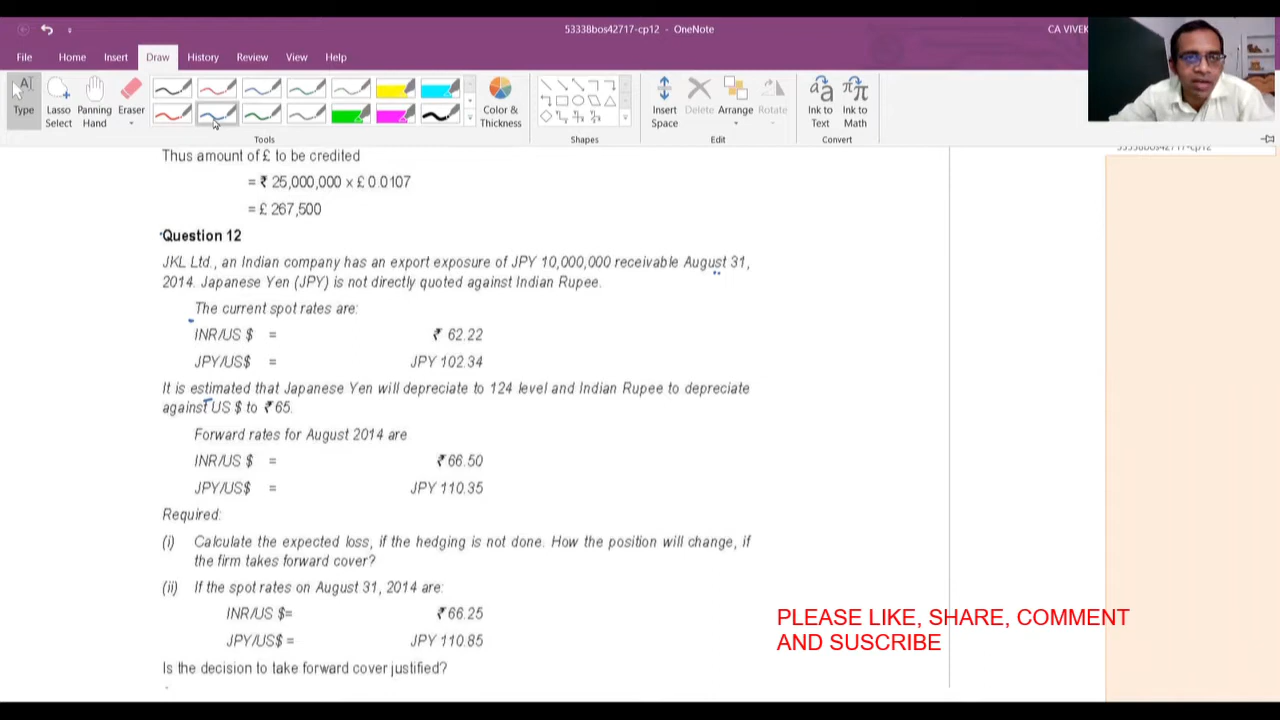 53338bos42717-cp12 - OneNote
CA VIVEK
File Home Insert Draw History Review View Help
Type
Lasso Select
Panning Hand
Eraser
Color & Thickness
Insert Space
Delete
Arrange
Rotate
Ink to Text
Ink to Math
Tools
Shapes
Edit
Convert
53338bos42717-cp12
Thus amount of £ to be credited
= ₹ 25,000,000 x £ 0.0107
= £ 267,500
Question 12
JKL Ltd., an Indian company has an export exposure of JPY 10,000,000 receivable August 31,
2014. Japanese Yen (JPY) is not directly quoted against Indian Rupee.
The current spot rates are:
INR/US $ = ₹ 62.22
JPY/US$ = JPY 102.34
It is estimated that Japanese Yen will depreciate to 124 level and Indian Rupee to depreciate
against US $ to ₹ 65.
Forward rates for August 2014 are
INR/US $ = ₹66.50
JPY/US$ = JPY 110.35
Required:
(i) Calculate the expected loss, if the hedging is not done. How the position will change, if
the firm takes forward cover?
(ii) If the spot rates on August 31, 2014 are:
INR/US $= ₹66.25
JPY/US$ = JPY 110.85
Is the decision to take forward cover justified?
PLEASE LIKE, SHARE, COMMENT
AND SUSCRIBE